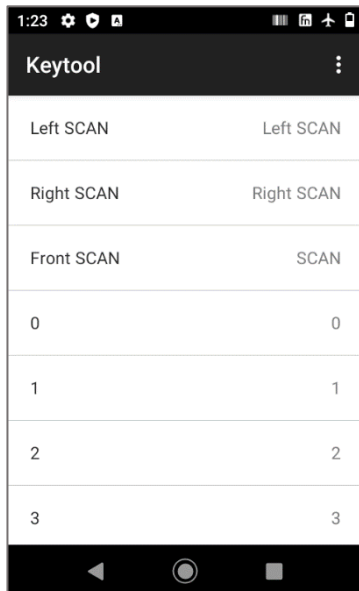 1:23 A
Keytool
Left SCAN Left SCAN
Right SCAN Right SCAN
Front SCAN SCAN
0 0
1 1
2 2
3 3